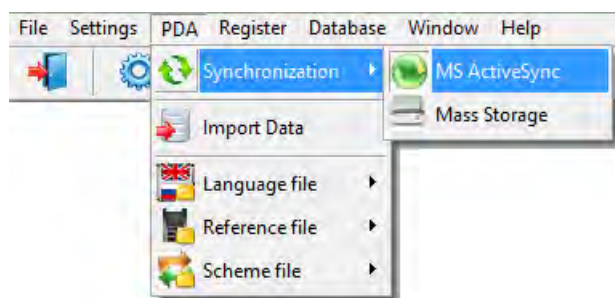 File Settings PDA Register Database Window Help
Synchronization MS ActiveSync
Mass Storage
Import Data
Language file
Reference file
Scheme file